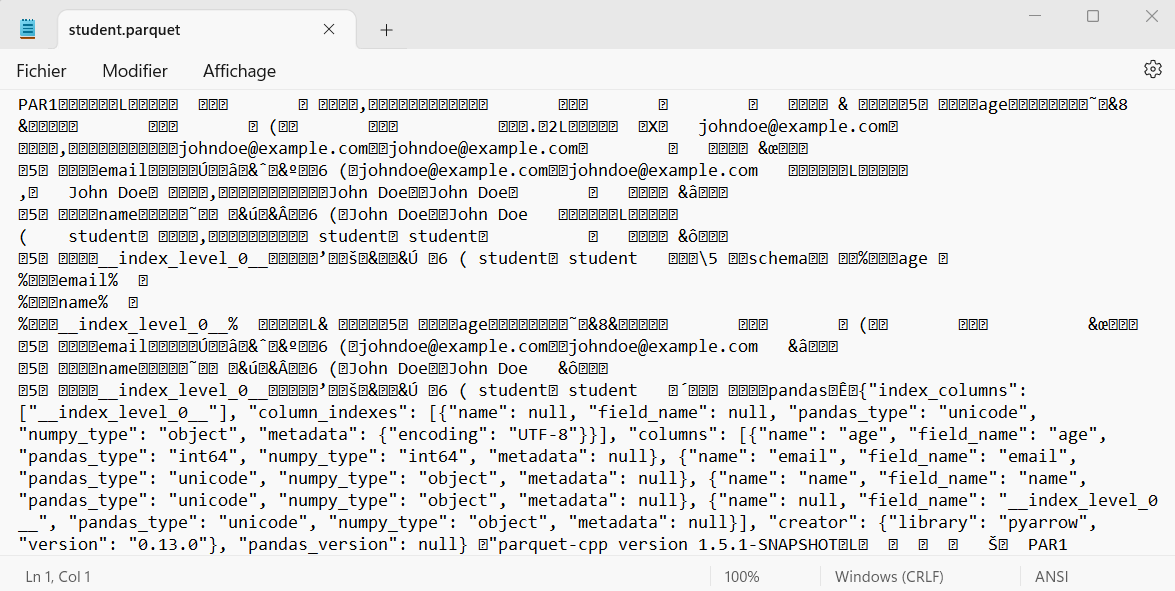 student.parquet
Fichier Modifier Affichage
PAR1 L , & 5 age ˜ &8
& ( . 2L X johndoe@example.com
, johndoe@example.com johndoe@example.com &œ
5 email Ú â &ˆ &º 6 ( johndoe@example.com johndoe@example.com L
, John Doe , John Doe John Doe &â
5 name ˜ &ú &Â 6 ( John Doe John Doe L
( student , student student &ô
5 __index_level_0__ ’ š & &Ú 6 ( student student \5 schema % age
% email%
% name%
% __index_level_0__% L& 5 age ˜ &8& ( &œ
5 email Ú â &ˆ &º 6 ( johndoe@example.com johndoe@example.com &â
5 name ˜ &ú &Â 6 ( John Doe John Doe &ô
5 __index_level_0__ ’ š & &Ú 6 ( student student ´ pandas Ê {"index_columns":
["__index_level_0__"], "column_indexes": [{"name": null, "field_name": null, "pandas_type": "unicode",
"numpy_type": "object", "metadata": {"encoding": "UTF-8"}}], "columns": [{"name": "age", "field_name": "age",
"pandas_type": "int64", "numpy_type": "int64", "metadata": null}, {"name": "email", "field_name": "email",
"pandas_type": "unicode", "numpy_type": "object", "metadata": null}, {"name": "name", "field_name": "name",
"pandas_type": "unicode", "numpy_type": "object", "metadata": null}, {"name": null, "field_name": "__index_level_0
__", "pandas_type": "unicode", "numpy_type": "object", "metadata": null}], "creator": {"library": "pyarrow",
"version": "0.13.0"}, "pandas_version": null} "parquet-cpp version 1.5.1-SNAPSHOT L Š PAR1
Ln 1, Col 1 100% Windows (CRLF) ANSI